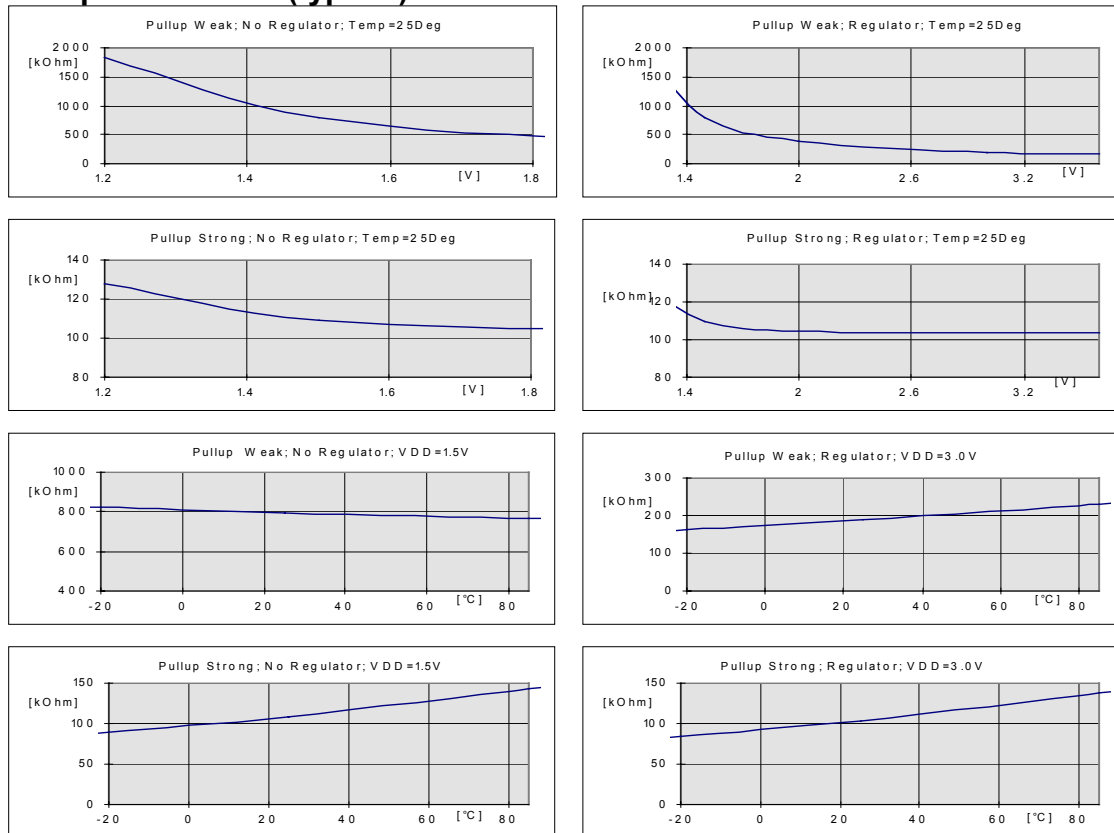 Pullup Weak; No Regulator; Temp=25Deg
[kOhm]
2000
1500
1000
500
0
1.2 1.4 1.6 1.8
[V]
Pullup Weak; Regulator; Temp=25Deg
[kOhm]
2000
1500
1000
500
0
1.4 2 2.6 3.2
[V]
Pullup Strong; No Regulator; Temp=25Deg
[kOhm]
140
120
100
80
1.2 1.4 1.6 1.8
[V]
Pullup Strong; Regulator; Temp=25Deg
[kOhm]
140
120
100
80
1.4 2 2.6 3.2
[V]
Pullup Weak; No Regulator; VDD=1.5V
[kOhm]
1000
800
600
400
-20 0 20 40 60 80
[°C]
Pullup Weak; Regulator; VDD=3.0V
[kOhm]
300
200
100
0
-20 0 20 40 60 80
[°C]
Pullup Strong; No Regulator; VDD=1.5V
[kOhm]
150
100
50
0
-20 0 20 40 60 80
[°C]
Pullup Strong; Regulator; VDD=3.0V
[kOhm]
150
100
50
0
-20 0 20 40 60 80
[°C]